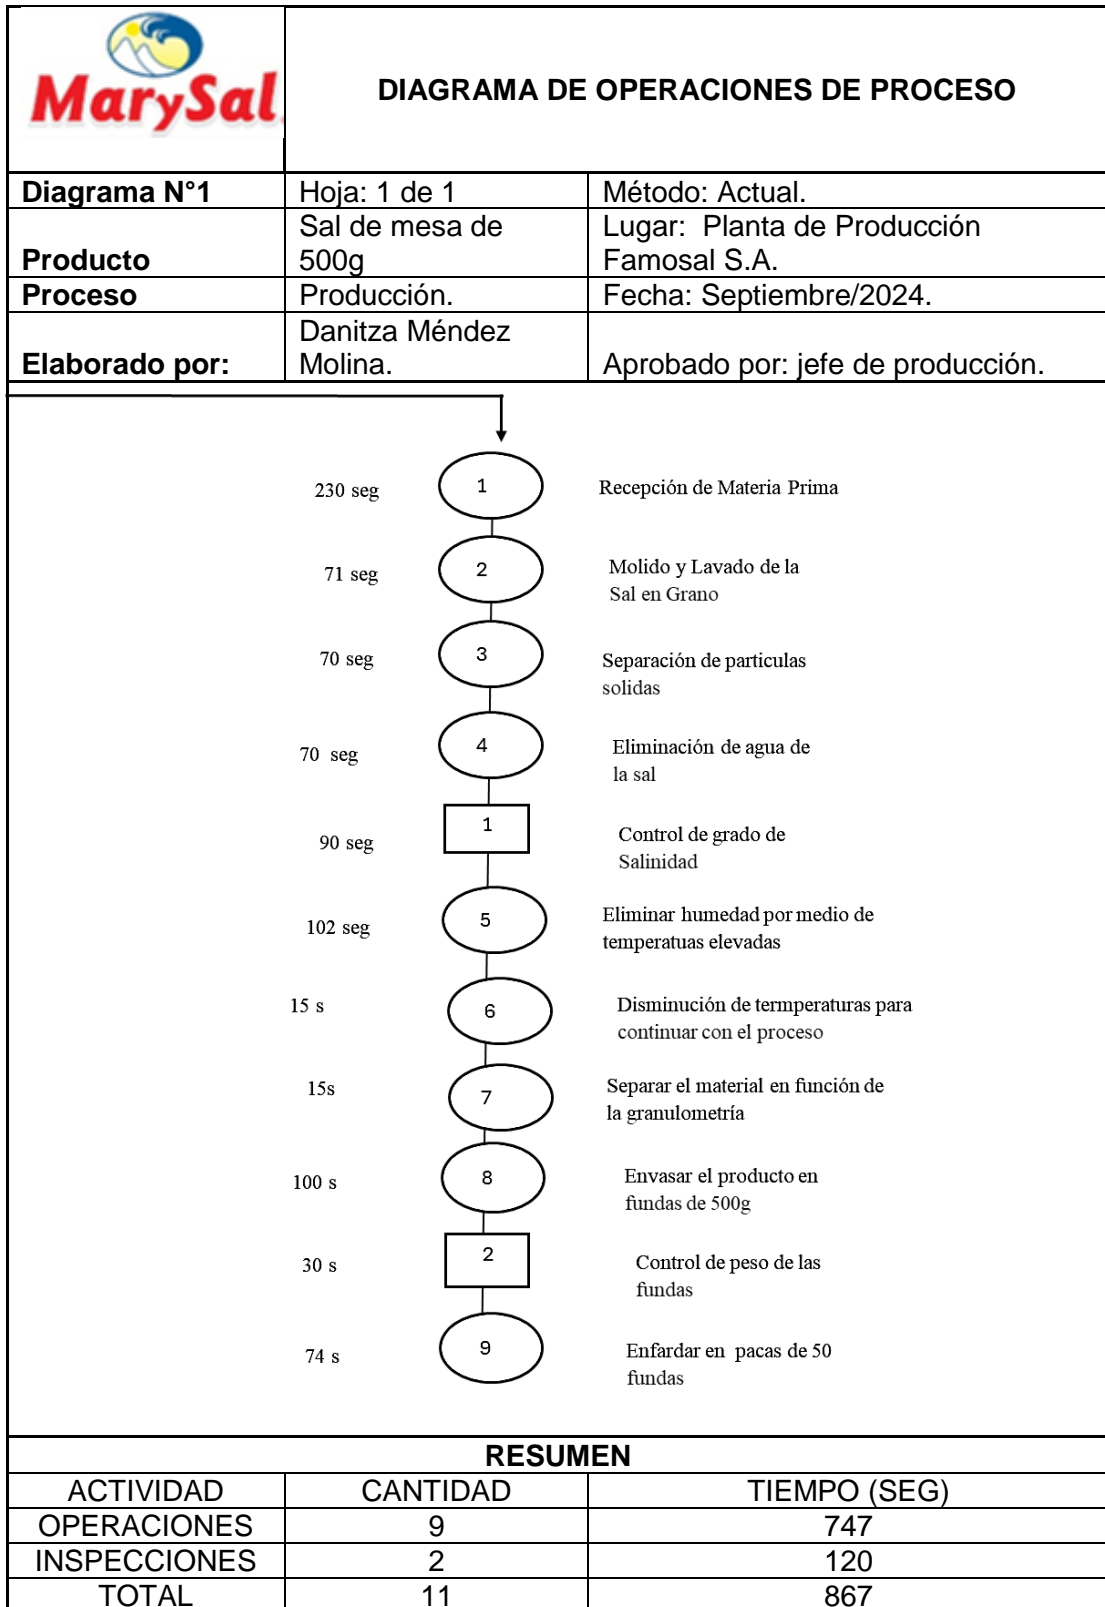 MarySal
DIAGRAMA DE OPERACIONES DE PROCESO
Diagrama N°1
Hoja: 1 de 1
Método: Actual.
Producto
Sal de mesa de
500g
Lugar: Planta de Producción
Famosal S.A.
Proceso
Producción.
Fecha: Septiembre/2024.
Elaborado por:
Danitza Méndez
Molina.
Aprobado por: jefe de producción.
230 seg
1
Recepción de Materia Prima
71 seg
2
Molido y Lavado de la
Sal en Grano
70 seg
3
Separación de particulas
solidas
70 seg
4
Eliminación de agua de
la sal
90 seg
1
Control de grado de
Salinidad
102 seg
5
Eliminar humedad por medio de
temperatuas elevadas
15 s
6
Disminución de termperaturas para
continuar con el proceso
15s
7
Separar el material en función de
la granulometría
100 s
8
Envasar el producto en
fundas de 500g
30 s
2
Control de peso de las
fundas
74 s
9
Enfardar en pacas de 50
fundas
RESUMEN
ACTIVIDAD
CANTIDAD
TIEMPO (SEG)
OPERACIONES
9
747
INSPECCIONES
2
120
TOTAL
11
867